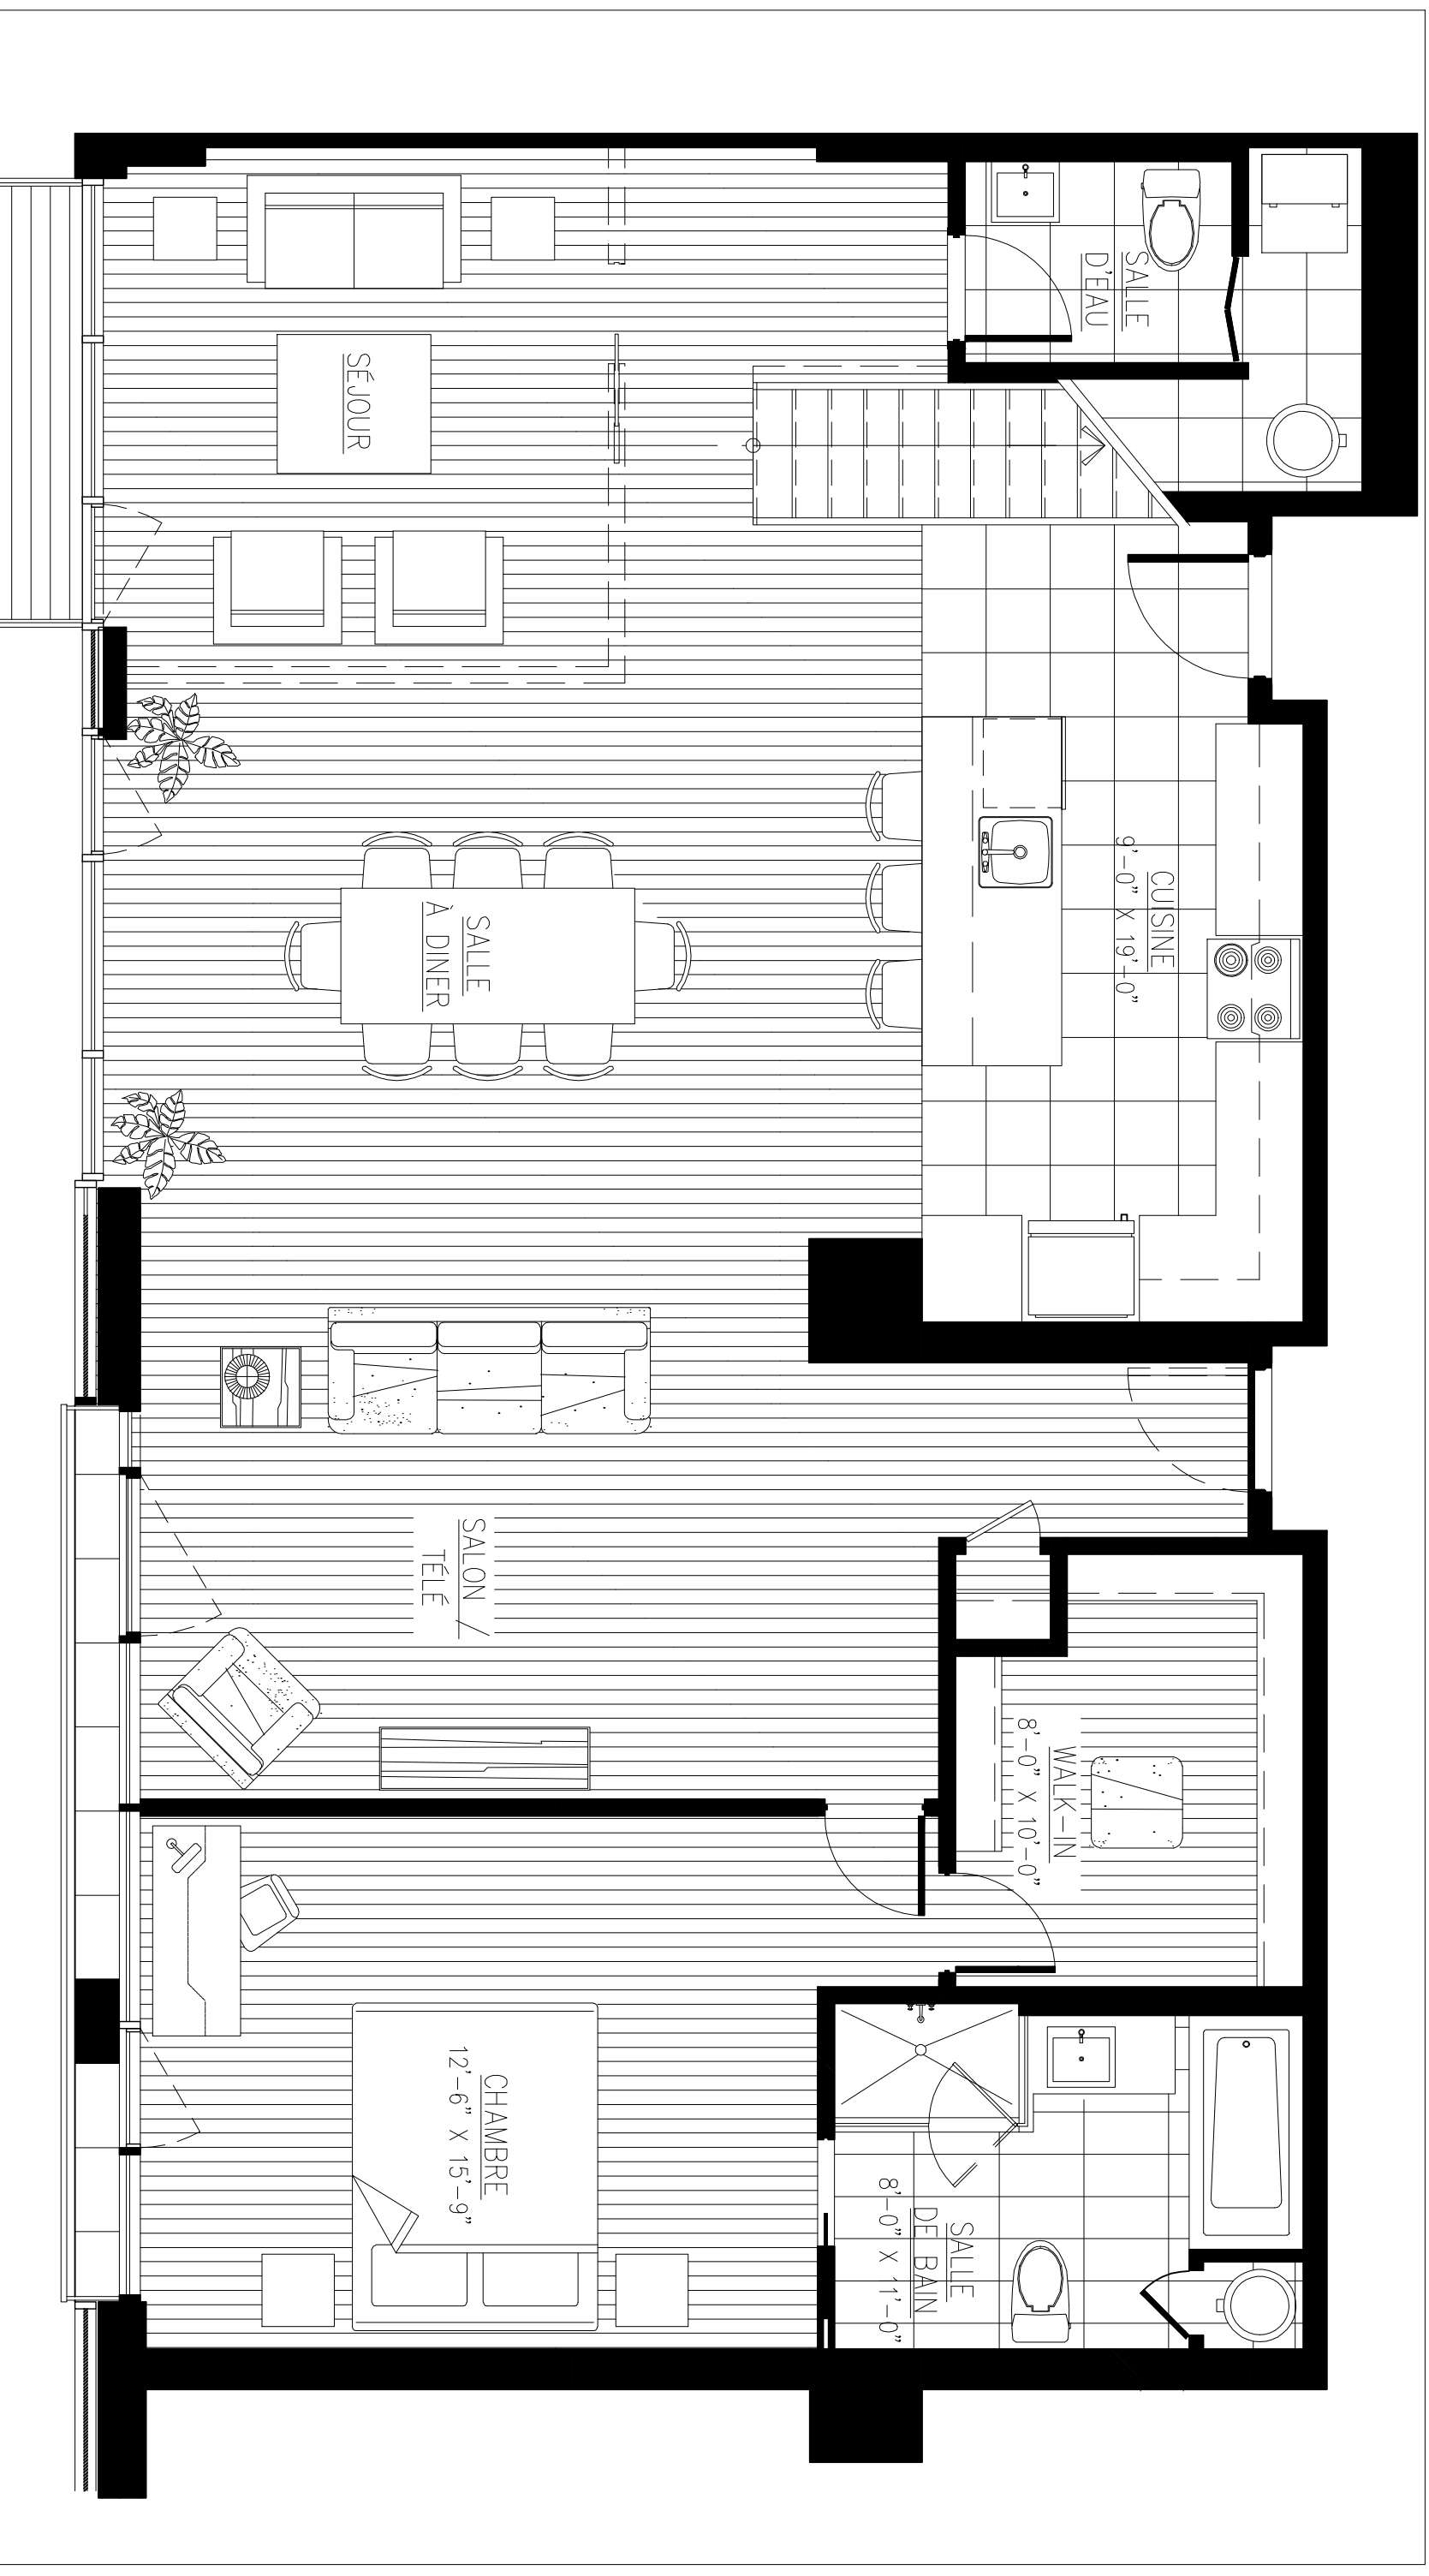 SALLE
D'EAU
SÉJOUR
CUISINE
9'-0" X 19'-0"
SALLE
À DINER
SALON /
TÉLÉ
WALK-IN
8'-0" X 10'-0"
CHAMBRE
12'-6" X 15'-9"
SALLE
DE BAIN
8'-0" X 11'-0"